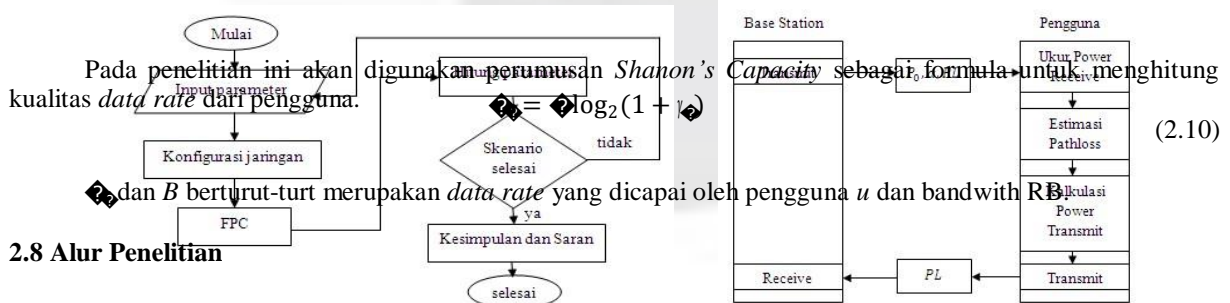 Mulai
Input parameter
Konfigurasi jaringan
FPC
Skenario selesai
tidak
ya
Kesimpulan dan Saran
selesai
Base Station
Pengguna
Transmit
Ukur Power Receive
Estimasi Pathloss
Kalkulasi Power Transmit
Transmit
PL
Receive
Pada penelitian ini akan digunakan perumusan Shanon's Capacity sebagai formula untuk menghitung
kualitas data rate dari pengguna.
= log₂(1 + )
(2.10)
dan B berturut-turt merupakan data rate yang dicapai oleh pengguna u dan bandwith RB.
2.8 Alur Penelitian